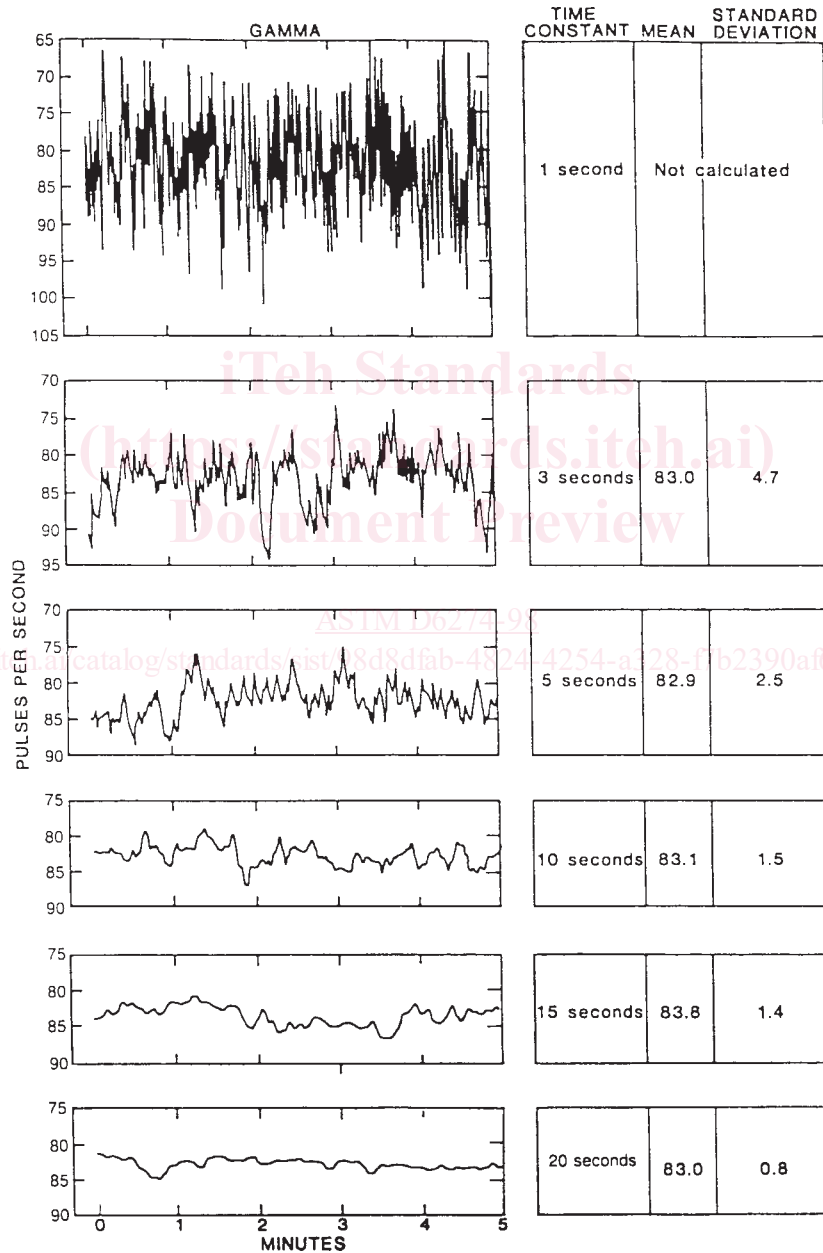 GAMMA
TIME CONSTANT MEAN STANDARD DEVIATION
65
70
75
80
85
90
95
100
105
1 second Not calculated
iTeh Standards
(https://standards.iteh.ai)
Document Preview
70
75
80
85
90
95
3 seconds 83.0 4.7
PULSES PER SECOND
ASTM D6274-98
70
75
80
85
90
5 seconds 82.9 2.5
75
80
85
90
10 seconds 83.1 1.5
75
80
85
90
15 seconds 83.8 1.4
75
80
85
90
20 seconds 83.0 0.8
0 1 2 3 4 5
MINUTES